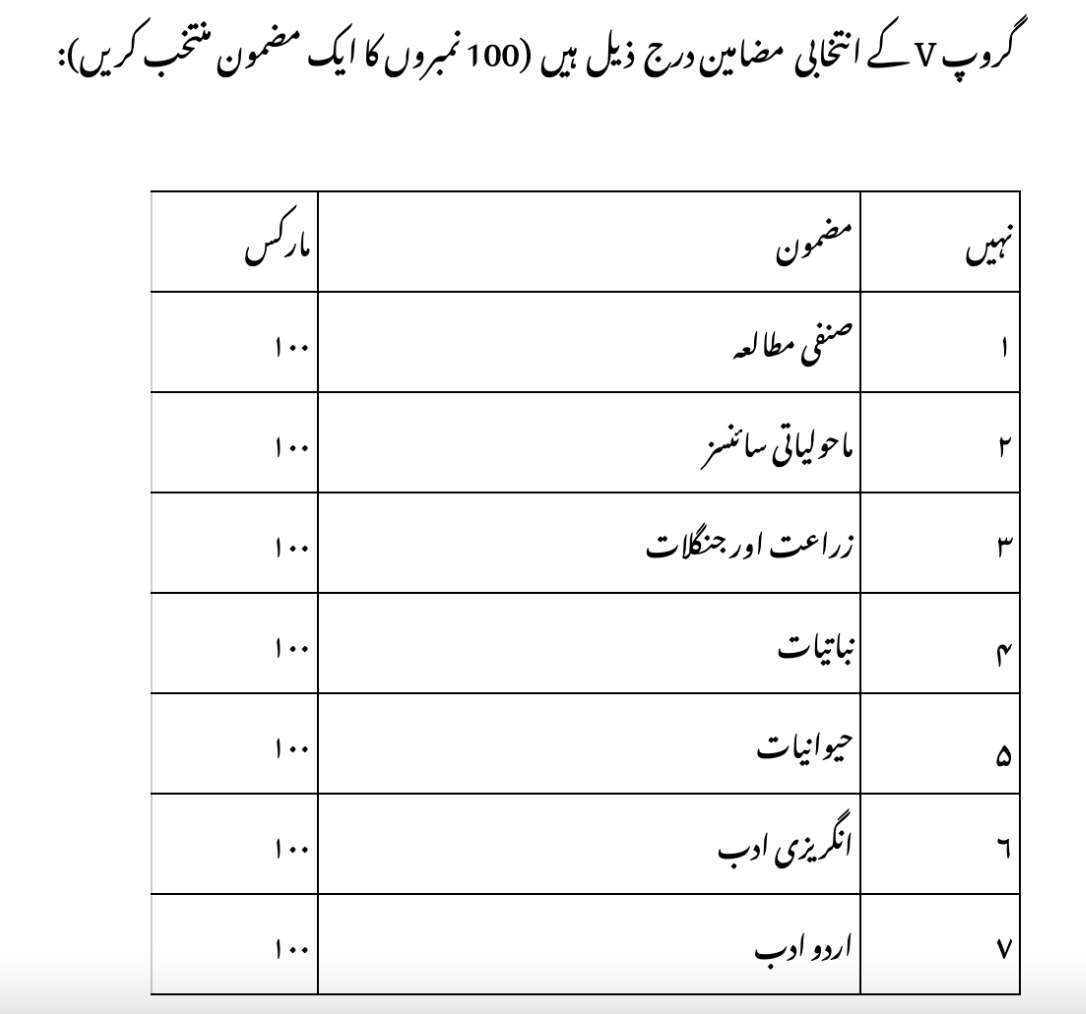 گروپ V کے انتخابی مضامین درج ذیل ہیں (100 نمبروں کا ایک مضمون منتخب کریں):
نہیں مضمون مارکس
۱ صنفی مطالعہ ۱۰۰
۲ ماحولیاتی سائنسز ۱۰۰
۳ زراعت اور جنگلات ۱۰۰
۴ نباتیات ۱۰۰
۵ حیوانیات ۱۰۰
٦ انگریزی ادب ۱۰۰
۷ اردو ادب ۱۰۰